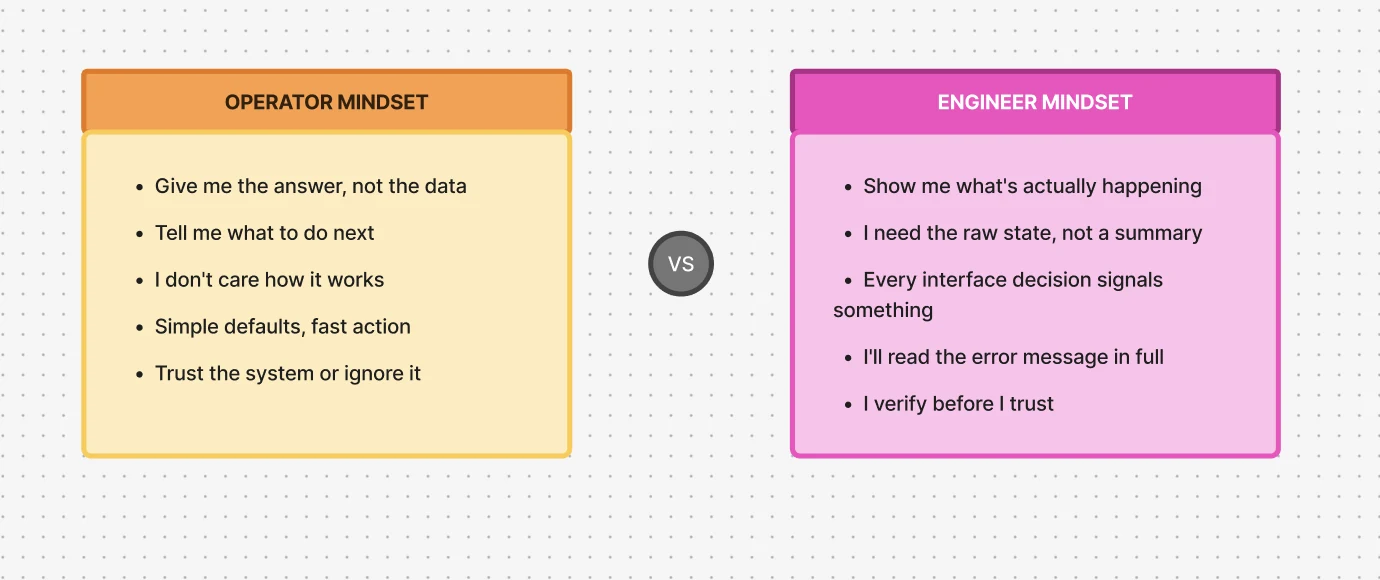 OPERATOR MINDSET
• Give me the answer, not the data
• Tell me what to do next
• I don't care how it works
• Simple defaults, fast action
• Trust the system or ignore it
VS
ENGINEER MINDSET
• Show me what's actually happening
• I need the raw state, not a summary
• Every interface decision signals
something
• I'll read the error message in full
• I verify before I trust